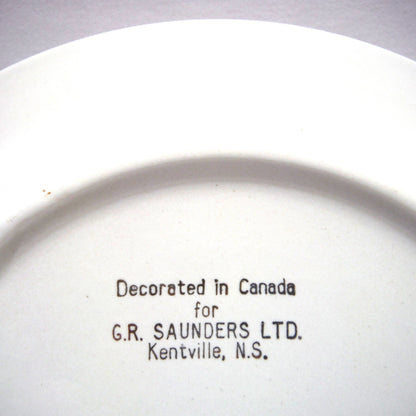 Decorated in Canada
for
G.R. SAUNDERS LTD.
Kentville, N.S.